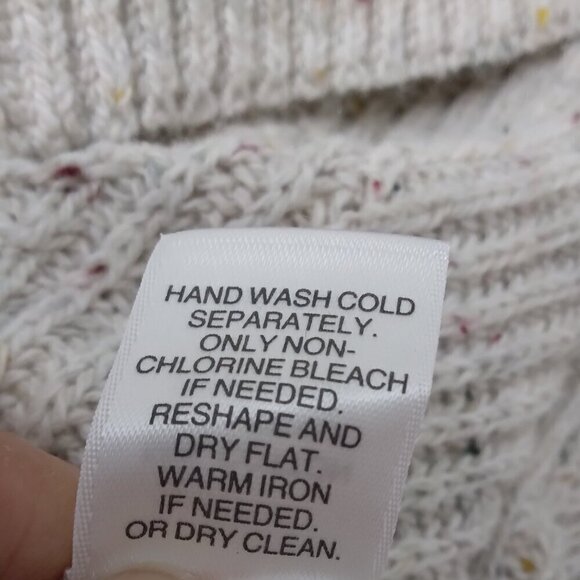 HAND WASH COLD
SEPARATELY.
ONLY NON-
CHLORINE BLEACH
IF NEEDED.
RESHAPE AND
DRY FLAT.
WARM IRON
IF NEEDED.
OR DRY CLEAN.